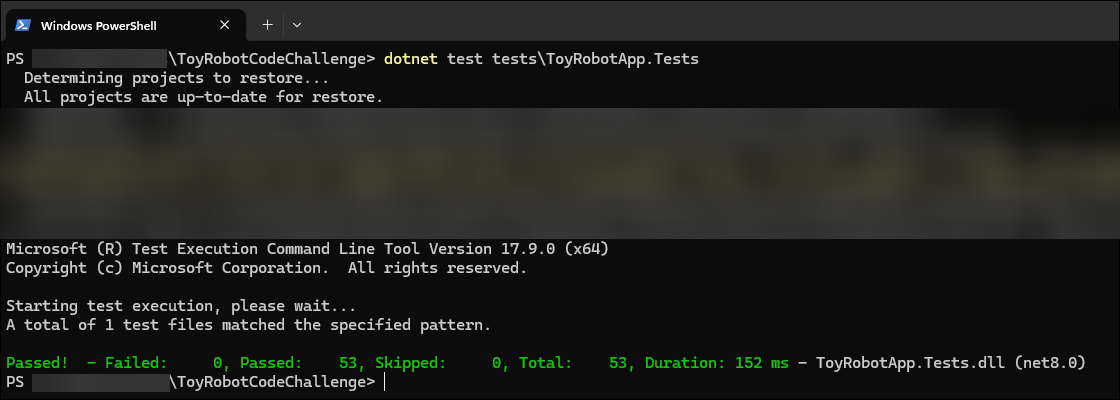 Windows PowerShell
PS \ToyRobotCodeChallenge> dotnet test tests\ToyRobotApp.Tests
  Determining projects to restore...
  All projects are up-to-date for restore.
Microsoft (R) Test Execution Command Line Tool Version 17.9.0 (x64)
Copyright (c) Microsoft Corporation.  All rights reserved.
Starting test execution, please wait...
A total of 1 test files matched the specified pattern.
Passed!  - Failed:     0, Passed:    53, Skipped:     0, Total:    53, Duration: 152 ms - ToyRobotApp.Tests.dll (net8.0)
PS \ToyRobotCodeChallenge>